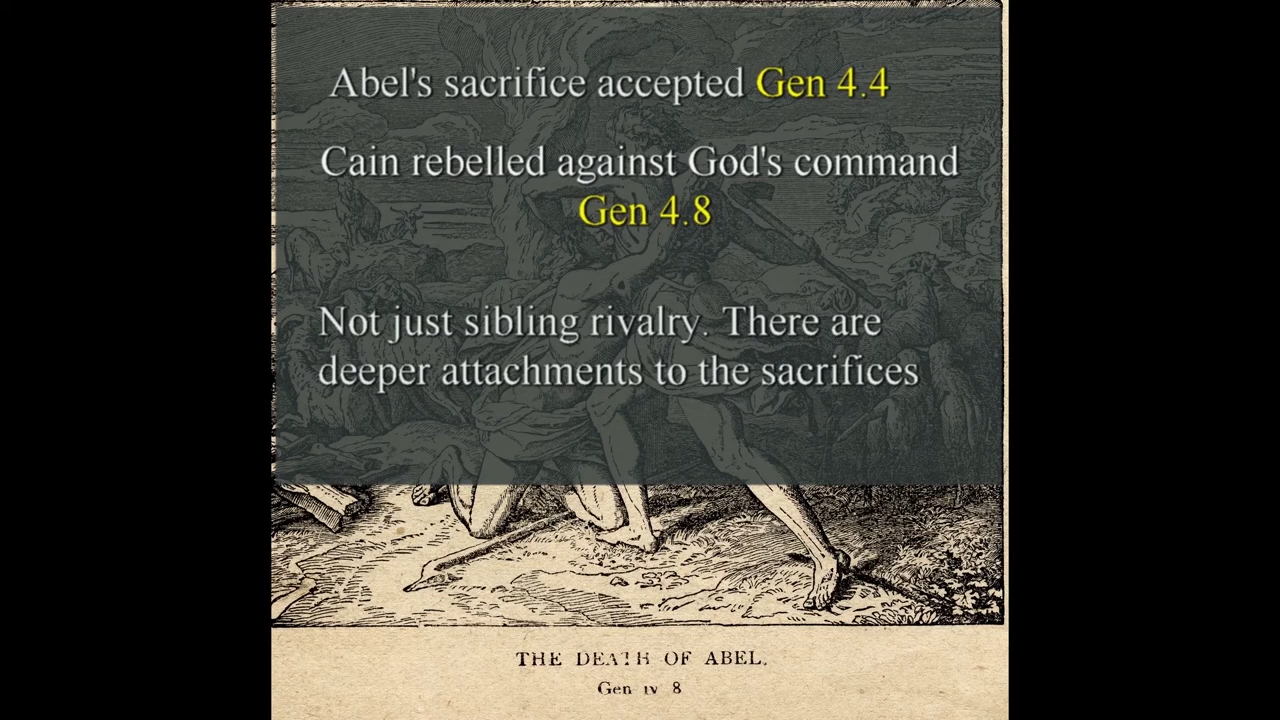 Abel's sacrifice accepted Gen 4.4
Cain rebelled against God's command
Gen 4.8
Not just sibling rivalry. There are
deeper attachments to the sacrifices
THE DEATH OF ABEL.
Gen iv 8